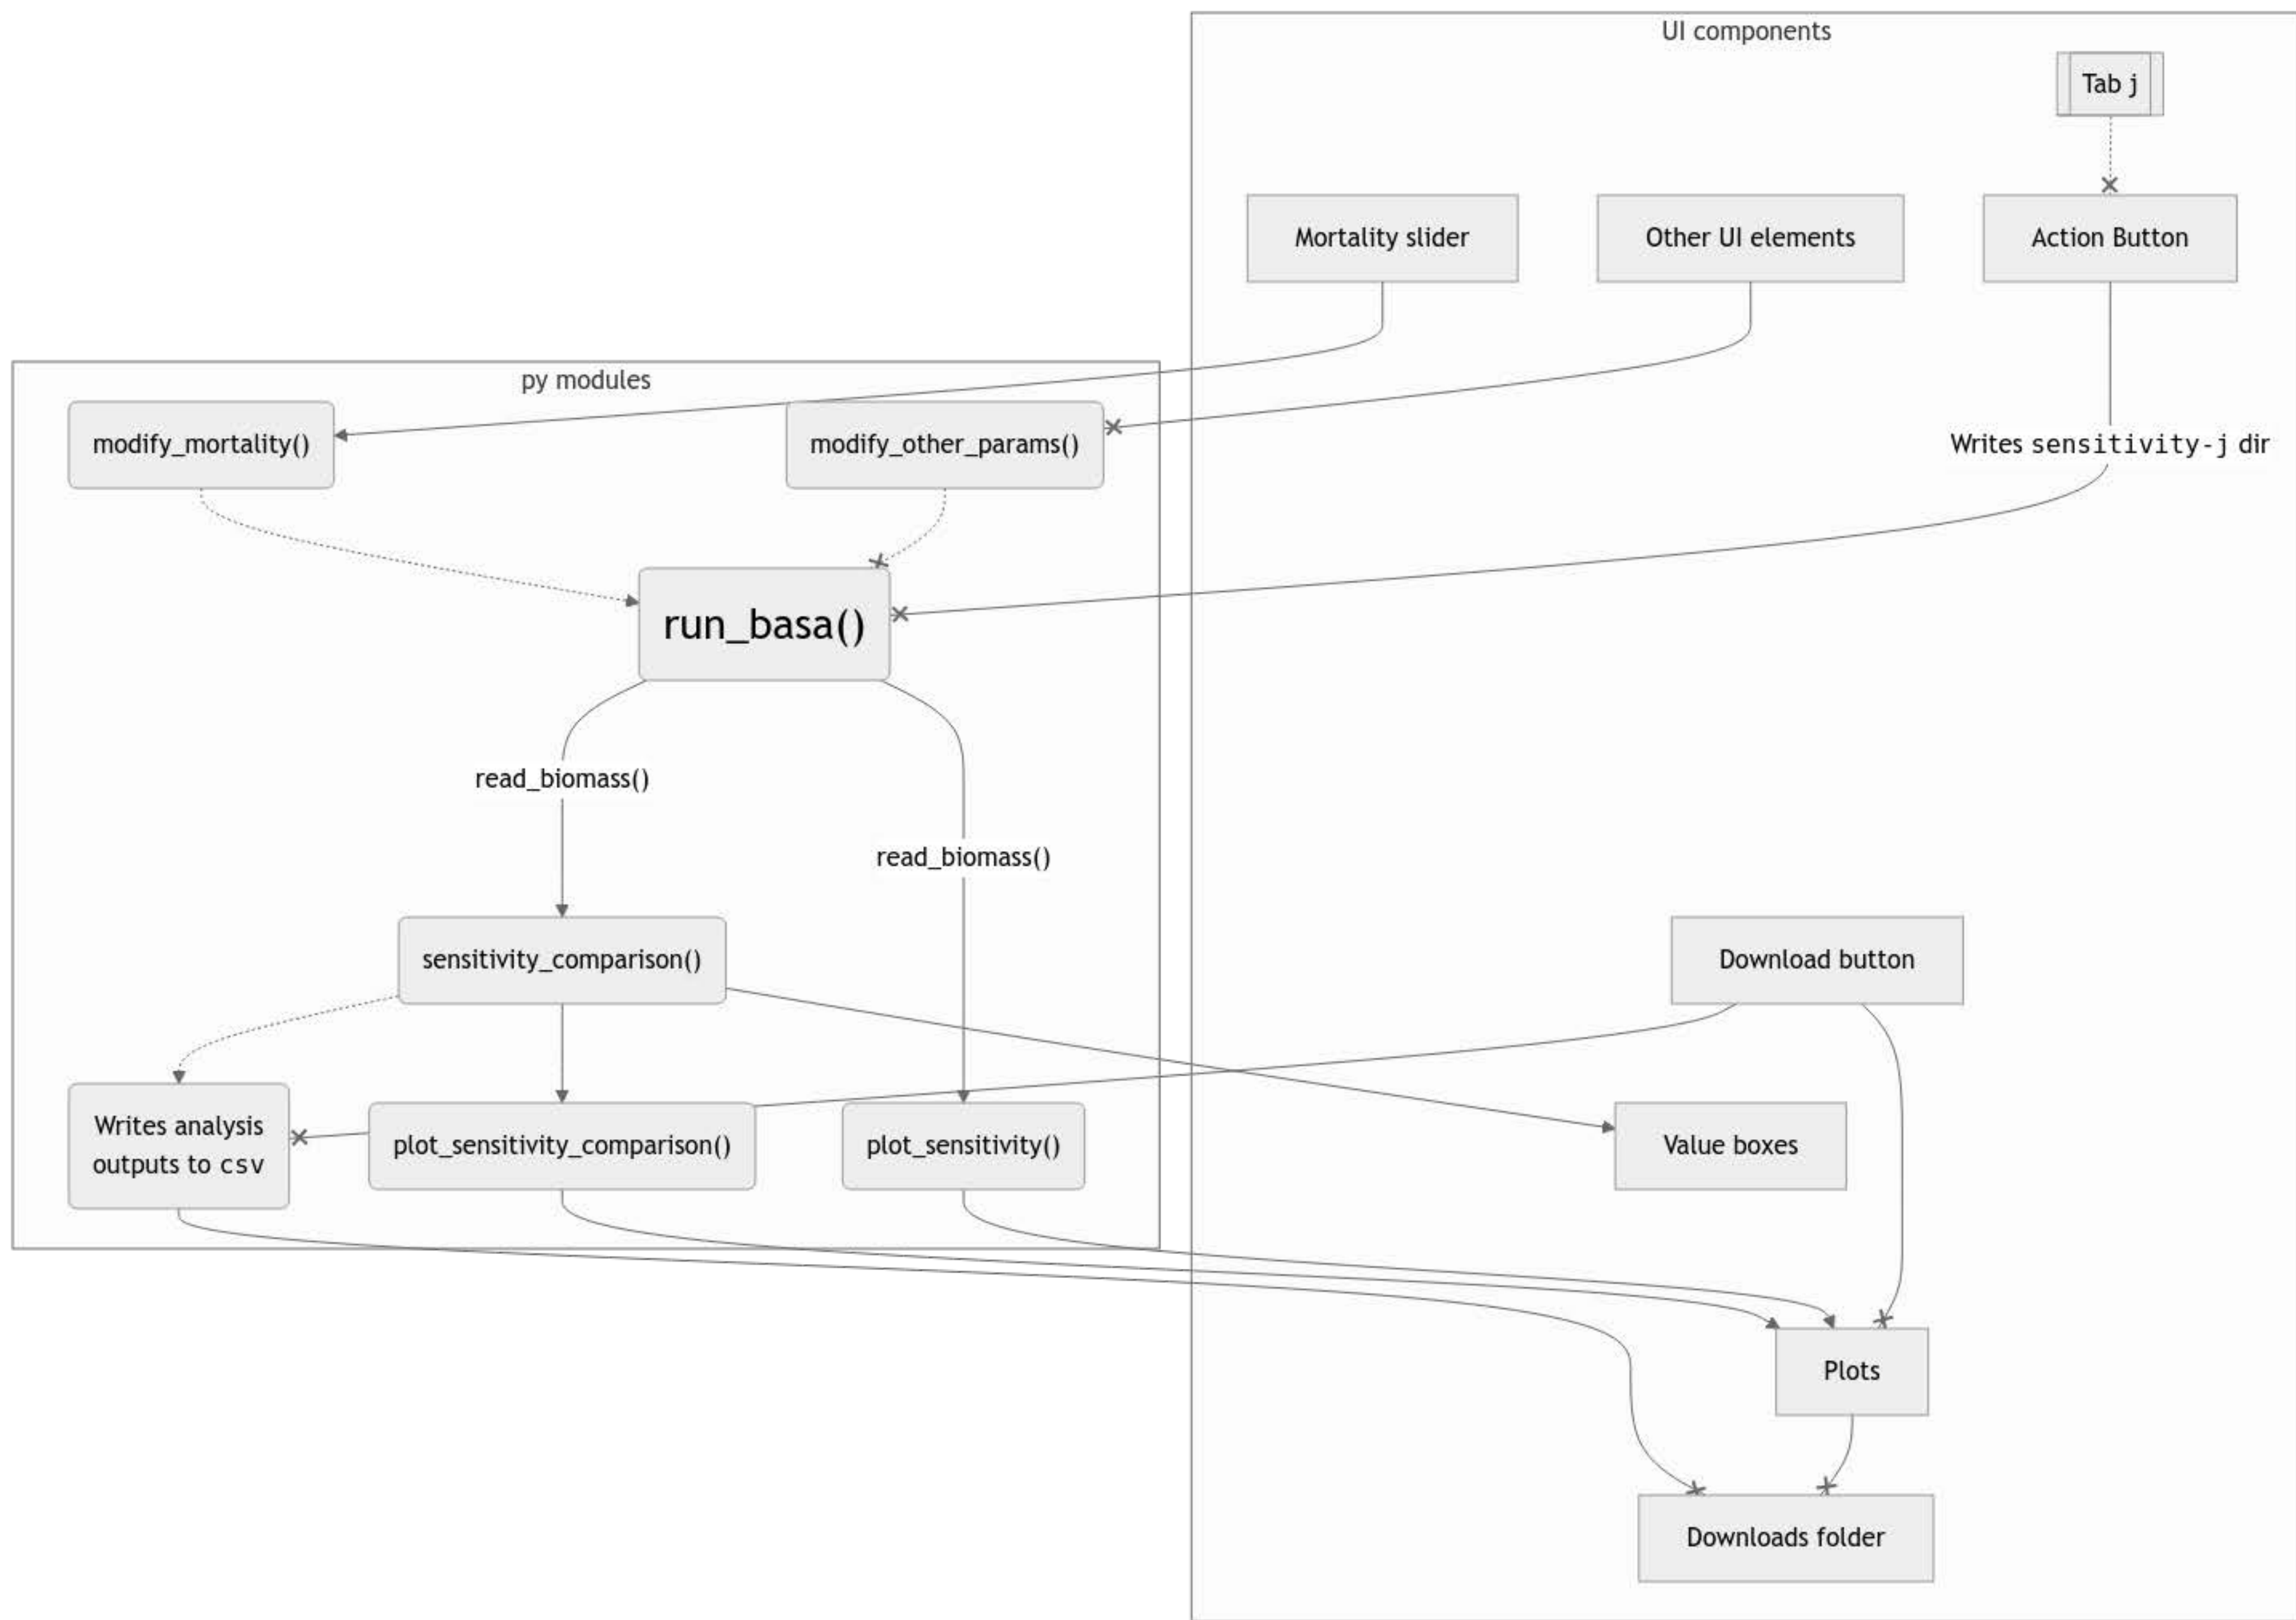 UI components
Tab j
Mortality slider
Other UI elements
Action Button
py modules
modify_mortality()
modify_other_params()
Writes sensitivity-j dir
run_basa()
read_biomass()
read_biomass()
sensitivity_comparison()
Download button
Writes analysis
outputs to csv
plot_sensitivity_comparison()
plot_sensitivity()
Value boxes
Plots
Downloads folder